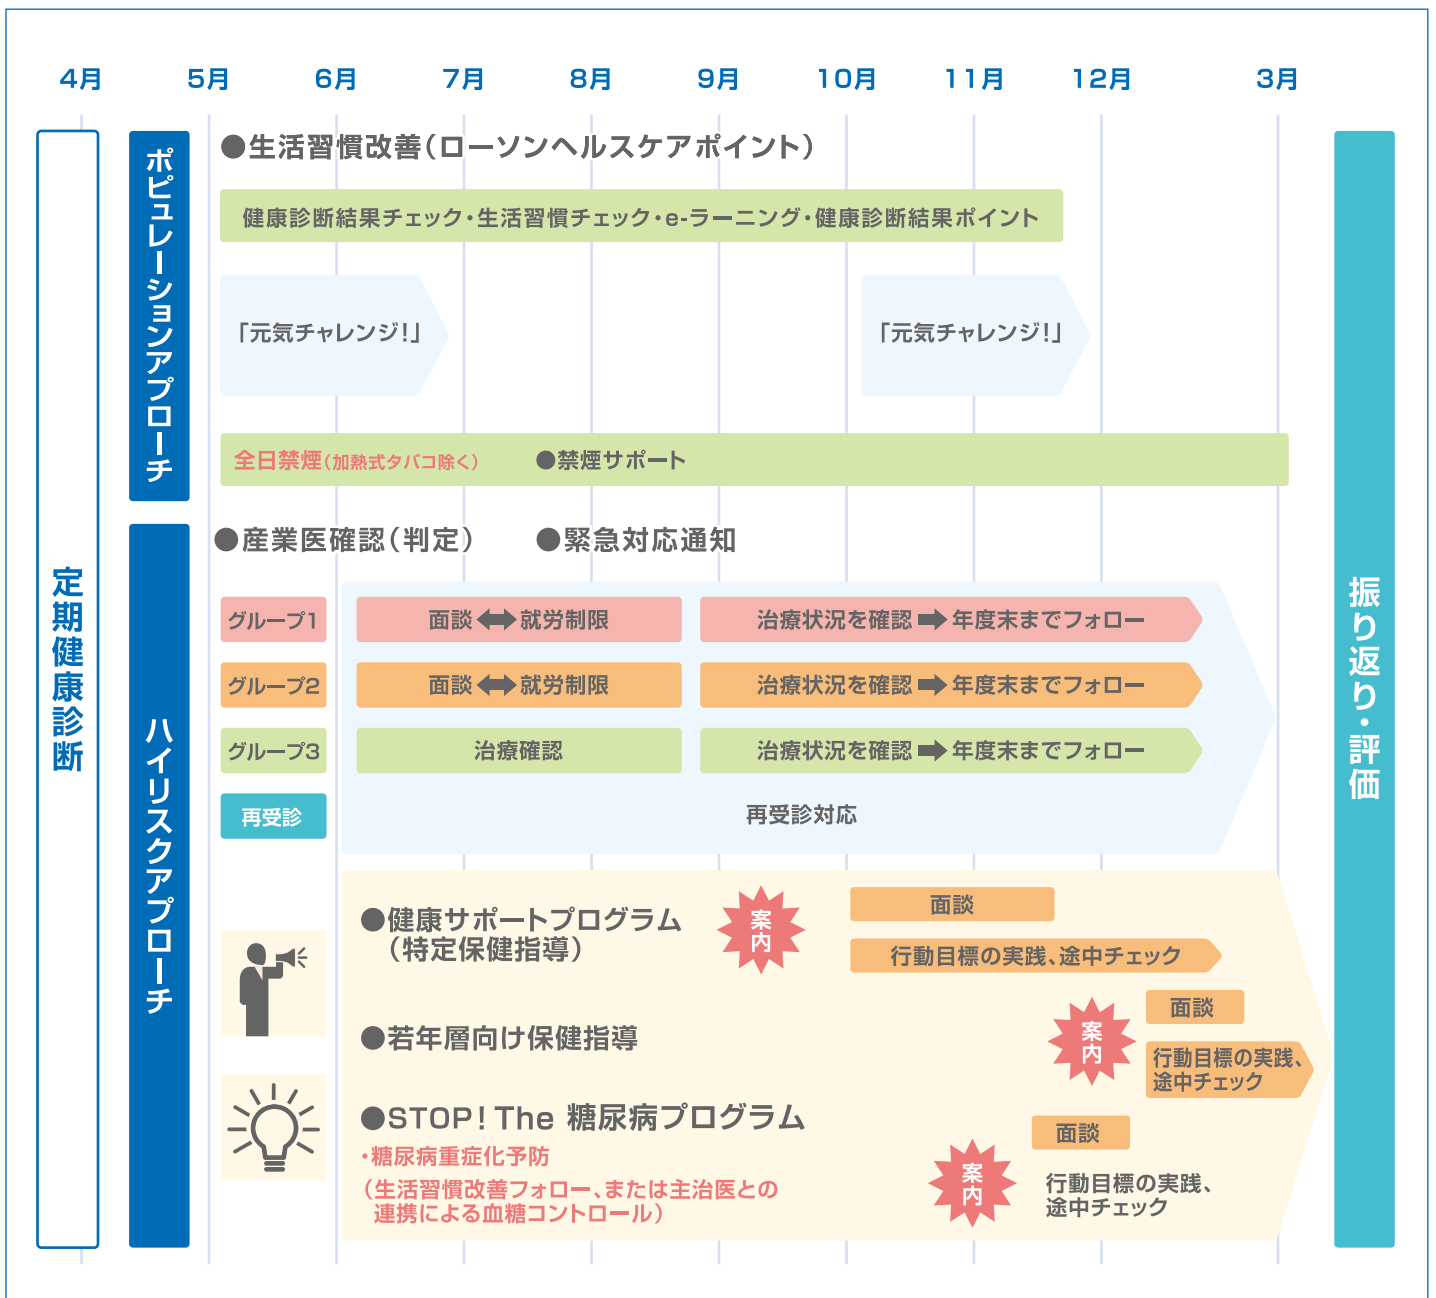 4月 5月 6月 7月 8月 9月 10月 11月 12月 3月
定期健康診断
ポピュレーションアプローチ
●生活習慣改善（ローソンヘルスケアポイント）
健康診断結果チェック・生活習慣チェック・e-ラーニング・健康診断結果ポイント
「元気チャレンジ！」
「元気チャレンジ！」
全日禁煙（加熱式タバコ除く） ●禁煙サポート
ハイリスクアプローチ
●産業医確認（判定） ●緊急対応通知
グループ1 面談⬌就労制限 治療状況を確認➡年度末までフォロー
グループ2 面談⬌就労制限 治療状況を確認➡年度末までフォロー
グループ3 治療確認 治療状況を確認➡年度末までフォロー
再受診 再受診対応
●健康サポートプログラム
（特定保健指導）
案内
面談
行動目標の実践、途中チェック
●若年層向け保健指導
案内
面談
行動目標の実践、
途中チェック
●STOP！The 糖尿病プログラム
・糖尿病重症化予防
（生活習慣改善フォロー、または主治医との
連携による血糖コントロール）
案内
面談
行動目標の実践、
途中チェック
振り返り・評価